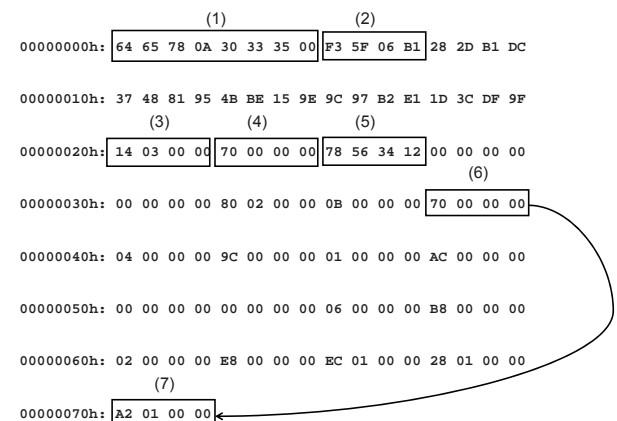 (1) (2)
00000000h: 64 65 78 0A 30 33 35 00 F3 5F 06 B1 28 2D B1 DC
00000010h: 37 48 81 95 4B BE 15 9E 9C 97 B2 E1 1D 3C DF 9F
(3) (4) (5)
00000020h: 14 03 00 00 70 00 00 00 78 56 34 12 00 00 00 00
(6)
00000030h: 00 00 00 00 80 02 00 00 0B 00 00 00 70 00 00 00
00000040h: 04 00 00 00 9C 00 00 00 01 00 00 00 AC 00 00 00
00000050h: 00 00 00 00 00 00 00 00 06 00 00 00 B8 00 00 00
00000060h: 02 00 00 00 E8 00 00 00 EC 01 00 00 28 01 00 00
(7)
00000070h: A2 01 00 00